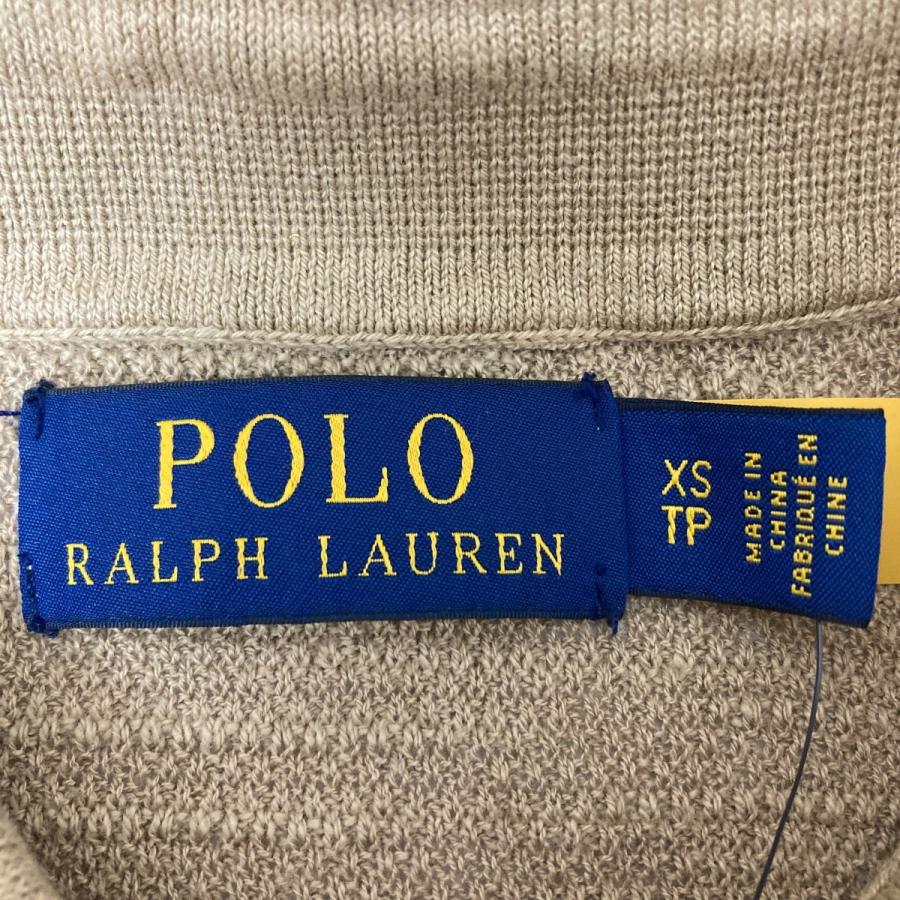 POLO
RALPH LAUREN
XS
TP
MADE IN
CHINA
FABRIQUÉ EN
CHINE